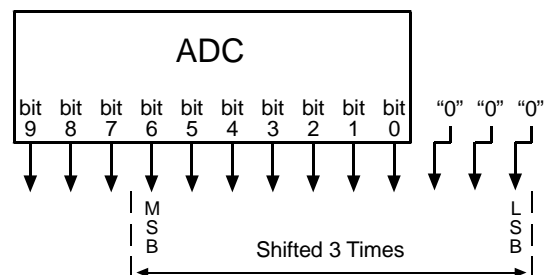 ADC
bit bit bit bit bit bit bit bit bit bit “0” “0” “0”
9 8 7 6 5 4 3 2 1 0
MSB
LSB
Shifted 3 Times